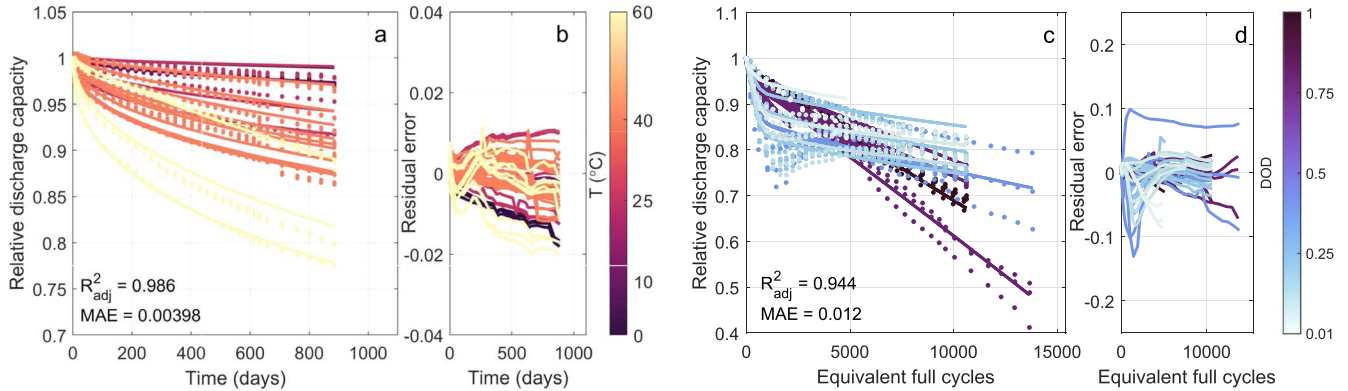 a
Relative discharge capacity
1.05
1
0.95
0.9
0.85
0.8
0.75
0.7
R²adj = 0.986
MAE = 0.00398
0 200 400 600 800 1000
Time (days)
b
Residual error
0.04
0.02
0
-0.02
-0.04
0 500 1000
Time (days)
T (°C)
60
40
25
10
0
c
Relative discharge capacity
1.1
1
0.9
0.8
0.7
0.6
0.5
0.4
R²adj = 0.944
MAE = 0.012
0 5000 10000 15000
Equivalent full cycles
d
Residual error
0.2
0.1
0
-0.1
-0.2
0 10000
Equivalent full cycles
DOD
1
0.75
0.5
0.25
0.01